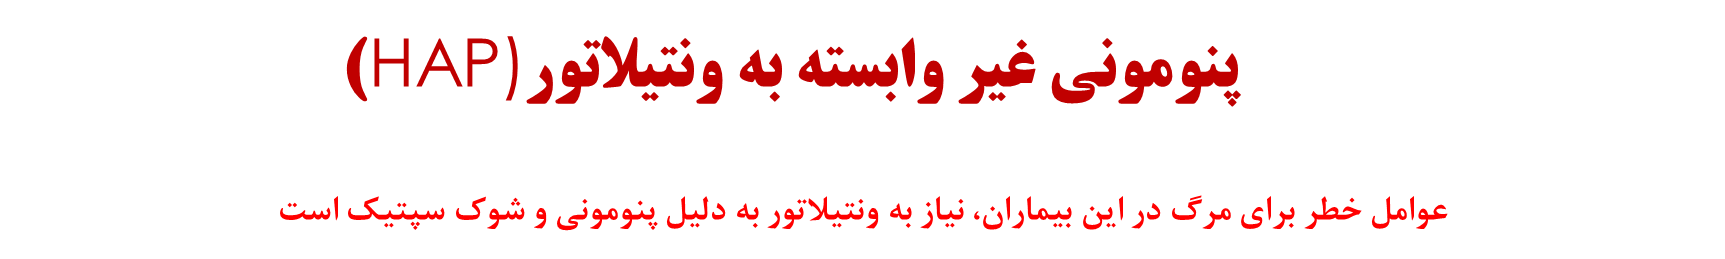 پنومونی غیر وابسته به ونتیلاتور (HAP)
عوامل خطر برای مرگ در این بیماران، نیاز به ونتیلاتور به دلیل پنومونی و شوک سپتیک است